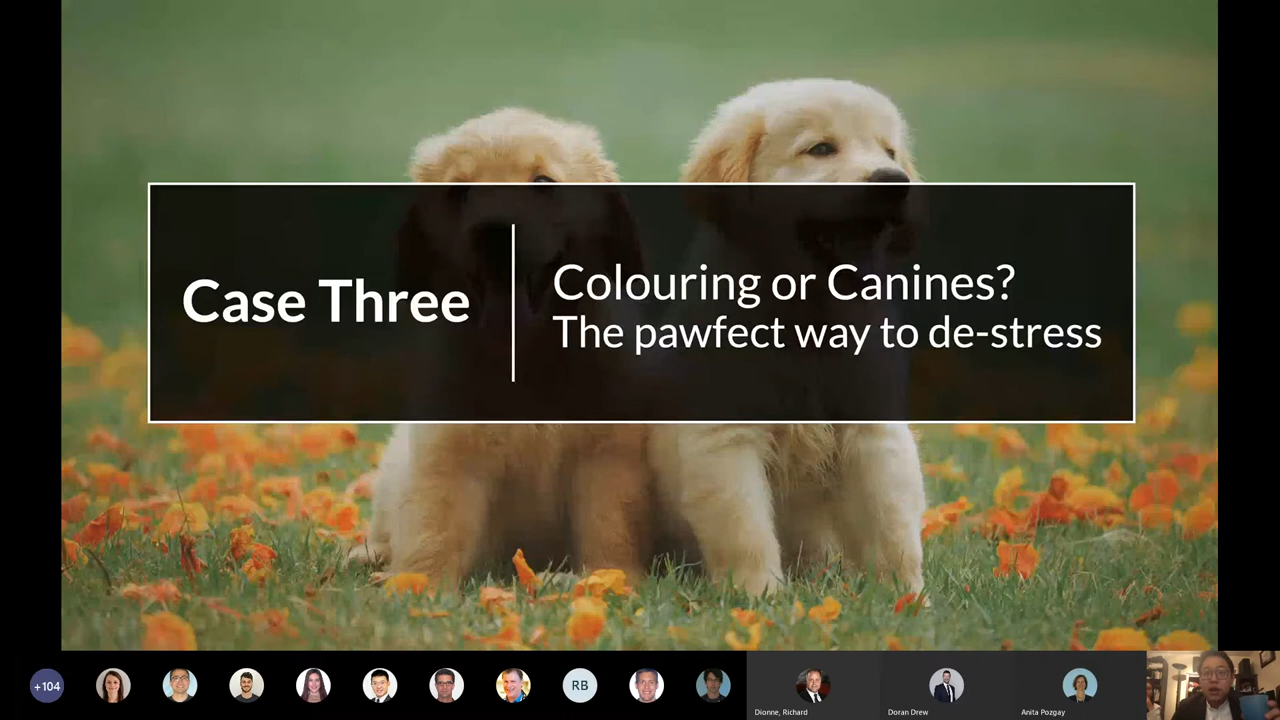 Case Three
Colouring or Canines?
The pawfect way to de-stress
+104
RB
Dionne, Richard
Doran Drew
Anita Pozgay